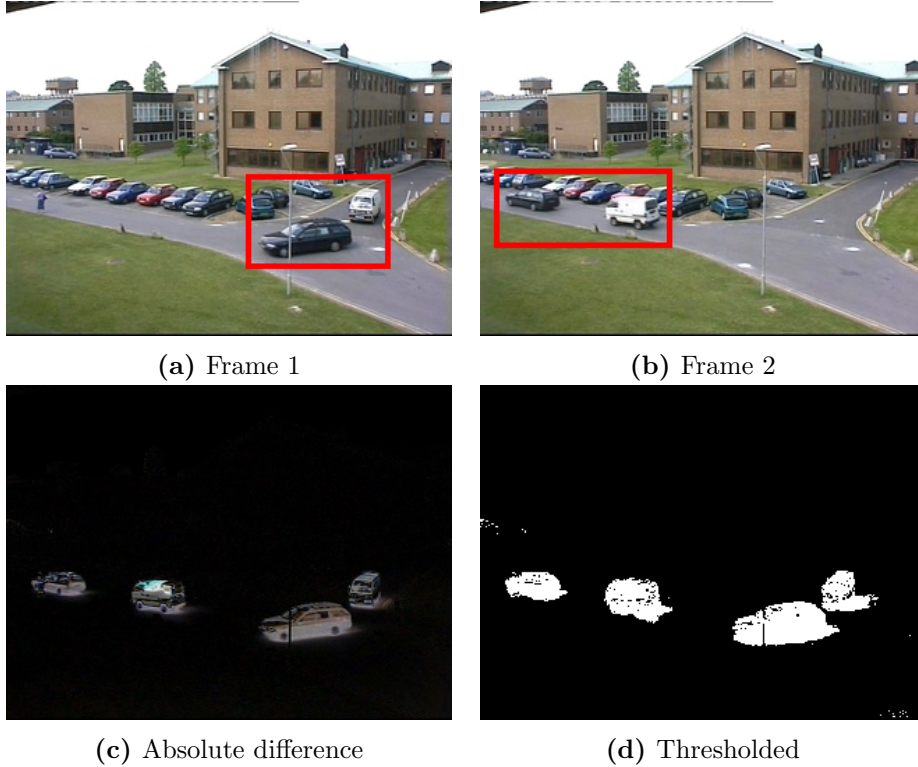 (a) Frame 1
(b) Frame 2
(c) Absolute difference
(d) Thresholded